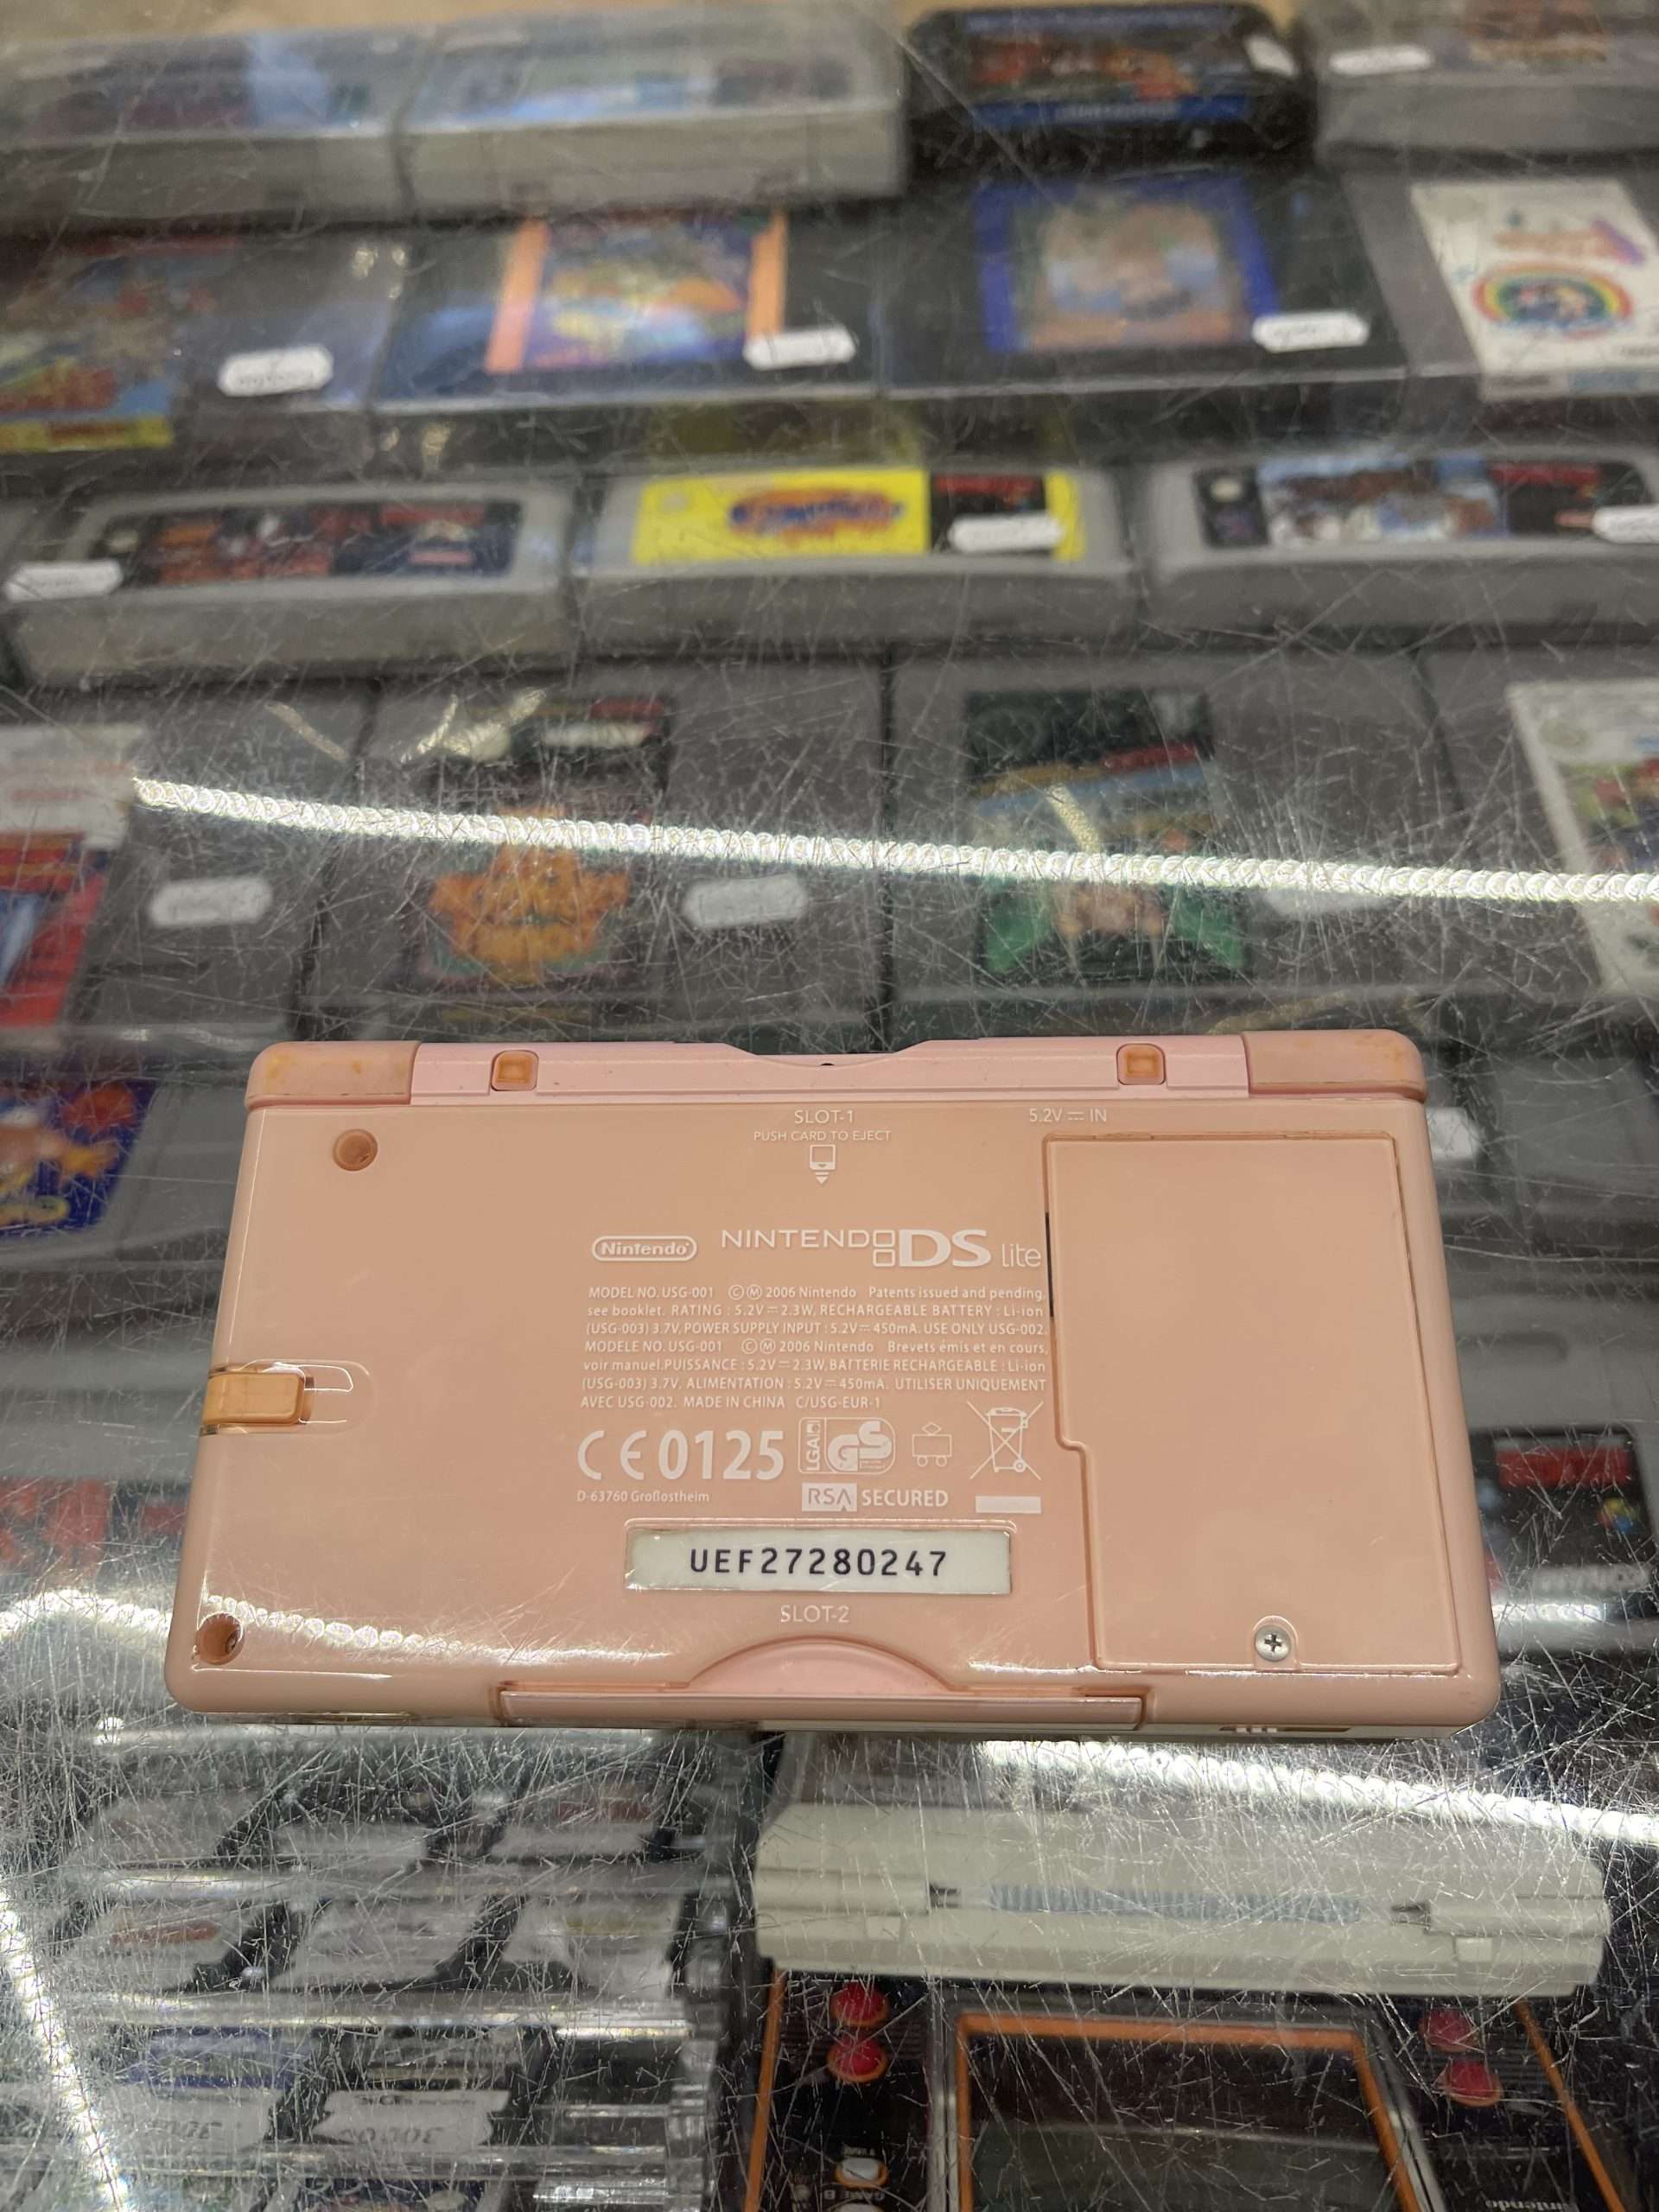 SLOT-1
PUSH CARD TO EJECT
5.2V ⎓ IN
Nintendo
NINTENDO DS lite
MODEL NO. USG-001 ©Ⓜ 2006 Nintendo Patents issued and pending,
see booklet. RATING : 5.2V⎓2.3W, RECHARGEABLE BATTERY : Li-ion
(USG-003) 3.7V, POWER SUPPLY INPUT : 5.2V⎓450mA. USE ONLY USG-002.
MODELE NO. USG-001 ©Ⓜ 2006 Nintendo Brevets émis et en cours,
voir manuel.PUISSANCE : 5.2V⎓2.3W, BATTERIE RECHARGEABLE : Li-ion
(USG-003) 3.7V, ALIMENTATION : 5.2V⎓450mA. UTILISER UNIQUEMENT
AVEC USG-002. MADE IN CHINA C/USG-EUR-1
CE0125
LGAI
GS
D-63760 Großostheim
RSA SECURED
UEF27280247
SLOT-2